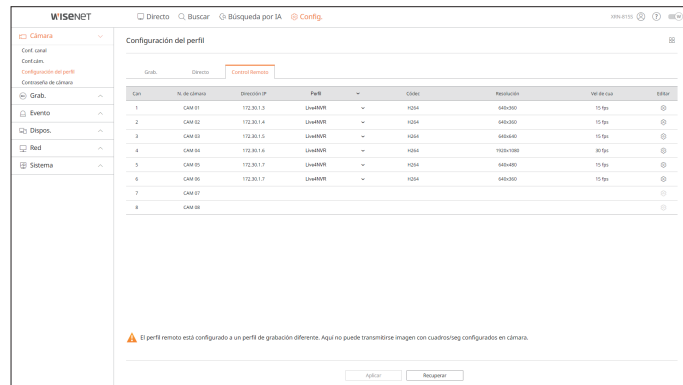 WISENET Directo Buscar Búsqueda por IA Config. XRN-815S
Cámara
Conf. canal
Conf.cám.
Configuración del perfil
Contraseña de cámara
Grab.
Evento
Dispos.
Red
Sistema
Configuración del perfil
Grab. Directo Control Remoto
Can N. de cámara Dirección IP Perfil Códec Resolución Vel de cua Editar
1 CAM 01 172.30.1.3 Live4NVR H264 640x360 15 fps
2 CAM 02 172.30.1.4 Live4NVR H264 640x360 15 fps
3 CAM 03 172.30.1.5 Live4NVR H264 640x640 15 fps
4 CAM 04 172.30.1.6 Live4NVR H264 1920x1080 30 fps
5 CAM 05 172.30.1.7 Live4NVR H264 640x480 15 fps
6 CAM 06 172.30.1.7 Live4NVR H264 640x360 15 fps
7 CAM 07
8 CAM 08
El perfil remoto está configurado a un perfil de grabación diferente. Aquí no puede transmitirse imagen con cuadros/seg configurados en cámara.
Aplicar Recuperar